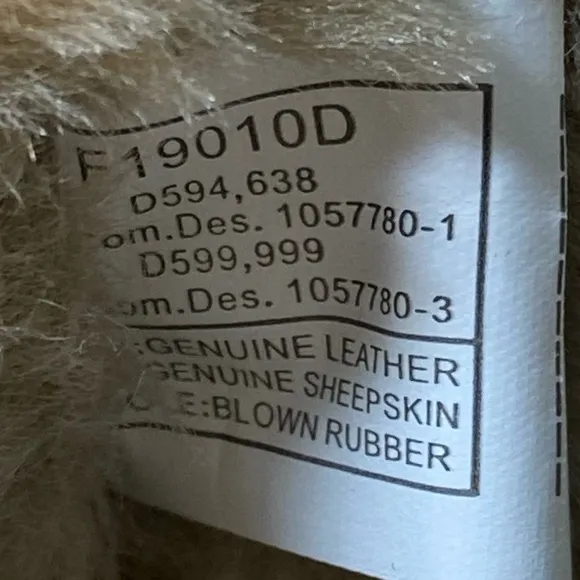 F19010D
D594,638
om.Des. 1057780-1
D599,999
om.Des. 1057780-3
:GENUINE LEATHER
GENUINE SHEEPSKIN
E:BLOWN RUBBER